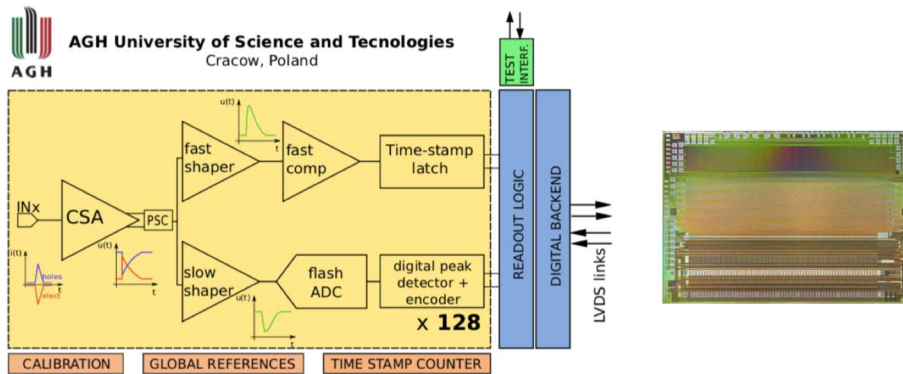 AGH
AGH University of Science and Tecnologies
Cracow, Poland
TEST
INTERF.
u(t)
t
fast
shaper
fast
comp
Time-stamp
latch
INx
CSA
PSC
i(t)
holes
elect
t
u(t)
t
slow
shaper
u(t)
t
flash
ADC
digital peak
detector +
encoder
x 128
READOUT LOGIC
DIGITAL BACKEND
LVDS links
CALIBRATION
GLOBAL REFERENCES
TIME STAMP COUNTER